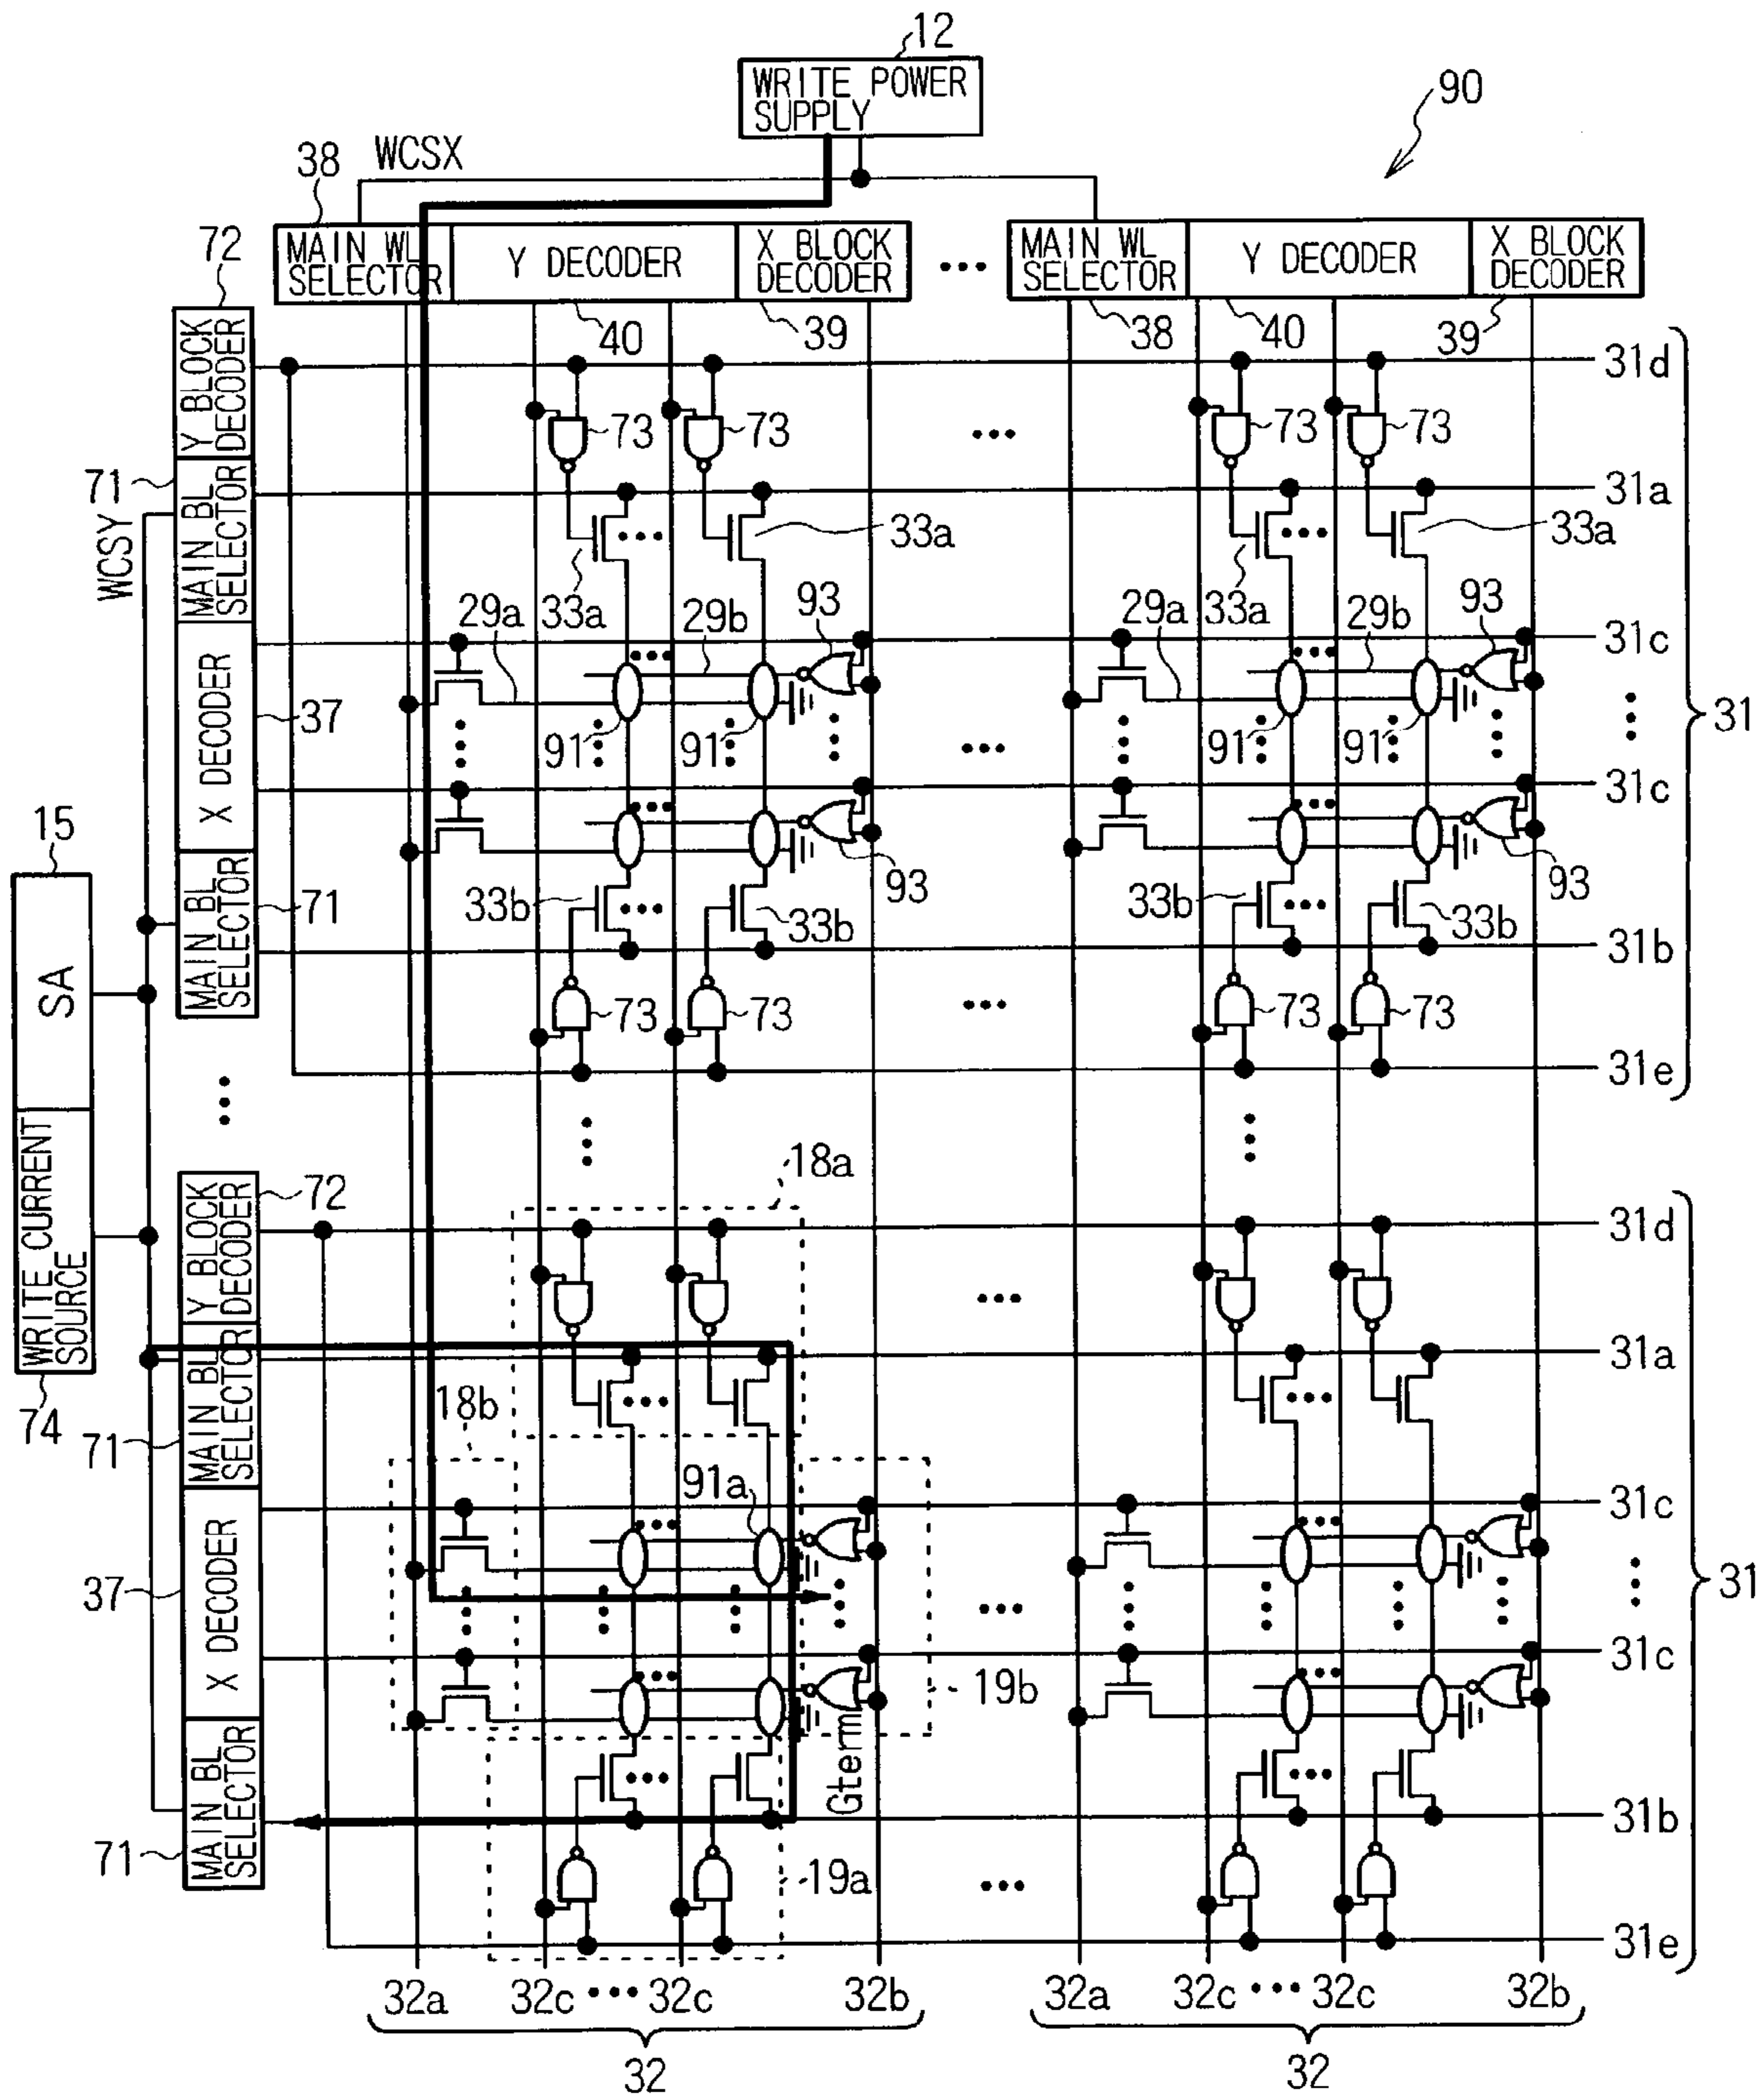 12
WRITE POWER
SUPPLY
90
38
WCSX
72
MAIN WL
SELECTOR
Y DECODER
X BLOCK
DECODER
...
MAIN WL
SELECTOR
Y DECODER
X BLOCK
DECODER
40
39
38
40
39
Y BLOCK
DECODER
31d
73
73
...
73
73
71
MAIN BL
SELECTOR
31a
WCSY
33a
33a
33a
33a
29a
29b
93
29a
29b
93
31c
X DECODER
37
91
91
...
91
91
31
31c
15
93
93
33b
33b
33b
33b
71
MAIN BL
SELECTOR
31b
SA
73
73
...
73
73
31e
WRITE CURRENT
SOURCE
74
18a
72
Y BLOCK
DECODER
31d
...
71
MAIN BL
SELECTOR
31a
18b
91a
31c
37
X DECODER
...
31
31c
19b
Gterm
71
MAIN BL
SELECTOR
31b
19a
...
31e
32a 32c ... 32c 32b 32a 32c ... 32c 32b
32 32